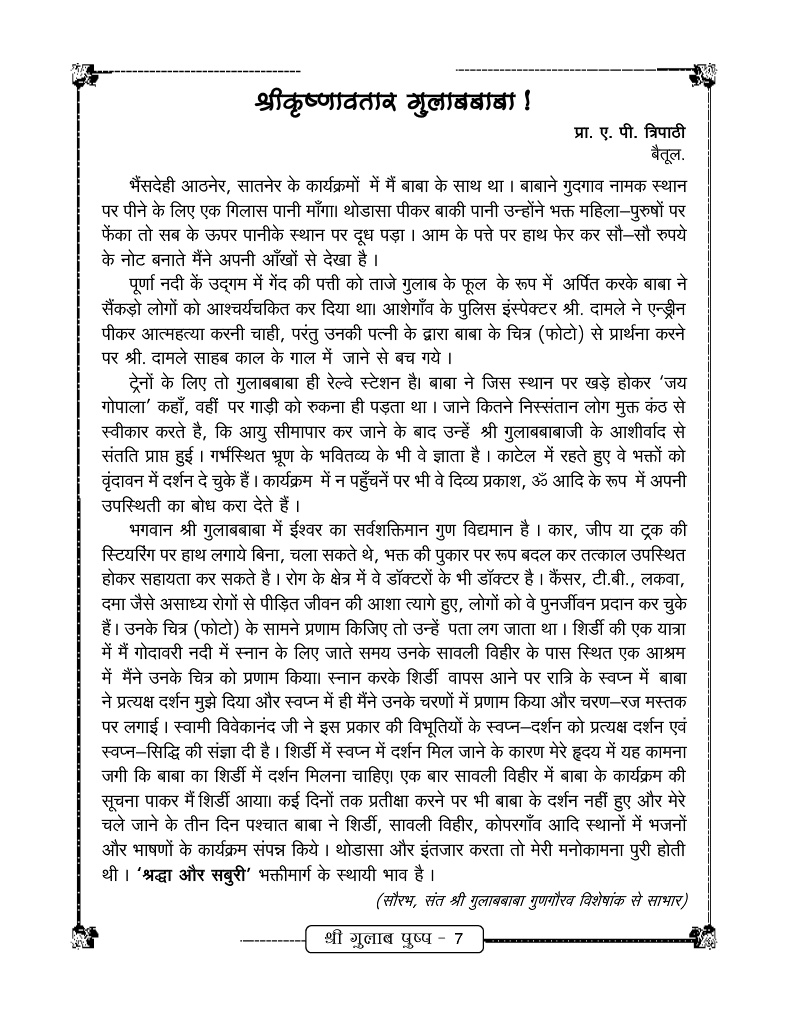 श्रीकृष्णावतार गुलाबबाबा !
प्रा. ए. पी. त्रिपाठी
बैतूल.
भैंसदेही आठनेर, सातनेर के कार्यक्रमों में मैं बाबा के साथ था । बाबाने गुदगाव नामक स्थान
पर पीने के लिए एक गिलास पानी माँगा। थोडासा पीकर बाकी पानी उन्होंने भक्त महिला–पुरुषों पर
फेंका तो सब के ऊपर पानीके स्थान पर दूध पड़ा । आम के पत्ते पर हाथ फेर कर सौ–सौ रुपये
के नोट बनाते मैंने अपनी आँखों से देखा है ।
पूर्णा नदी कें उद्‌गम में गेंद की पत्ती को ताजे गुलाब के फूल के रूप में अर्पित करके बाबा ने
सैंकड़ो लोगों को आश्चर्यचकित कर दिया था। आशेगाँव के पुलिस इंस्पेक्टर श्री. दामले ने एन्ड्रीन
पीकर आत्महत्या करनी चाही, परंतु उनकी पत्नी के द्वारा बाबा के चित्र (फोटो) से प्रार्थना करने
पर श्री. दामले साहब काल के गाल में जाने से बच गये ।
ट्रेनों के लिए तो गुलाबबाबा ही रेल्वे स्टेशन है। बाबा ने जिस स्थान पर खड़े होकर ‘जय
गोपाला’ कहाँ, वहीं पर गाड़ी को रुकना ही पड़ता था । जाने कितने निस्संतान लोग मुक्त कंठ से
स्वीकार करते है, कि आयु सीमापार कर जाने के बाद उन्हें श्री गुलाबबाबाजी के आशीर्वाद से
संतति प्राप्त हुई । गर्भस्थित भ्रूण के भवितव्य के भी वे ज्ञाता है । काटेल में रहते हुए वे भक्तों को
वृंदावन में दर्शन दे चुके हैं । कार्यक्रम में न पहुँचनें पर भी वे दिव्य प्रकाश, ॐ आदि के रूप में अपनी
उपस्थिती का बोध करा देते हैं ।
भगवान श्री गुलाबबाबा में ईश्वर का सर्वशक्तिमान गुण विद्यमान है । कार, जीप या ट्रक की
स्टियरिंग पर हाथ लगाये बिना, चला सकते थे, भक्त की पुकार पर रूप बदल कर तत्काल उपस्थित
होकर सहायता कर सकते है । रोग के क्षेत्र में वे डॉक्टरों के भी डॉक्टर है । कैंसर, टी.बी., लकवा,
दमा जैसे असाध्य रोगों से पीड़ित जीवन की आशा त्यागे हुए, लोगों को वे पुनर्जीवन प्रदान कर चुके
हैं । उनके चित्र (फोटो) के सामने प्रणाम किजिए तो उन्हें पता लग जाता था । शिर्डी की एक यात्रा
में मैं गोदावरी नदी में स्नान के लिए जाते समय उनके सावली विहीर के पास स्थित एक आश्रम
में मैंने उनके चित्र को प्रणाम किया। स्नान करके शिर्डी वापस आने पर रात्रि के स्वप्न में बाबा
ने प्रत्यक्ष दर्शन मुझे दिया और स्वप्न में ही मैंने उनके चरणों में प्रणाम किया और चरण–रज मस्तक
पर लगाई । स्वामी विवेकानंद जी ने इस प्रकार की विभूतियों के स्वप्न–दर्शन को प्रत्यक्ष दर्शन एवं
स्वप्न–सिद्धि की संज्ञा दी है । शिर्डी में स्वप्न में दर्शन मिल जाने के कारण मेरे हृदय में यह कामना
जगी कि बाबा का शिर्डी में दर्शन मिलना चाहिए। एक बार सावली विहीर में बाबा के कार्यक्रम की
सूचना पाकर मैं शिर्डी आया। कई दिनों तक प्रतीक्षा करने पर भी बाबा के दर्शन नहीं हुए और मेरे
चले जाने के तीन दिन पश्चात बाबा ने शिर्डी, सावली विहीर, कोपरगाँव आदि स्थानों में भजनों
और भाषणों के कार्यक्रम संपन्न किये । थोडासा और इंतजार करता तो मेरी मनोकामना पुरी होती
थी । ‘श्रद्धा और सबुरी’ भक्तीमार्ग के स्थायी भाव है ।
(सौरभ, संत श्री गुलाबबाबा गुणगौरव विशेषांक से साभार)
श्री गुलाब पुष्प - 7